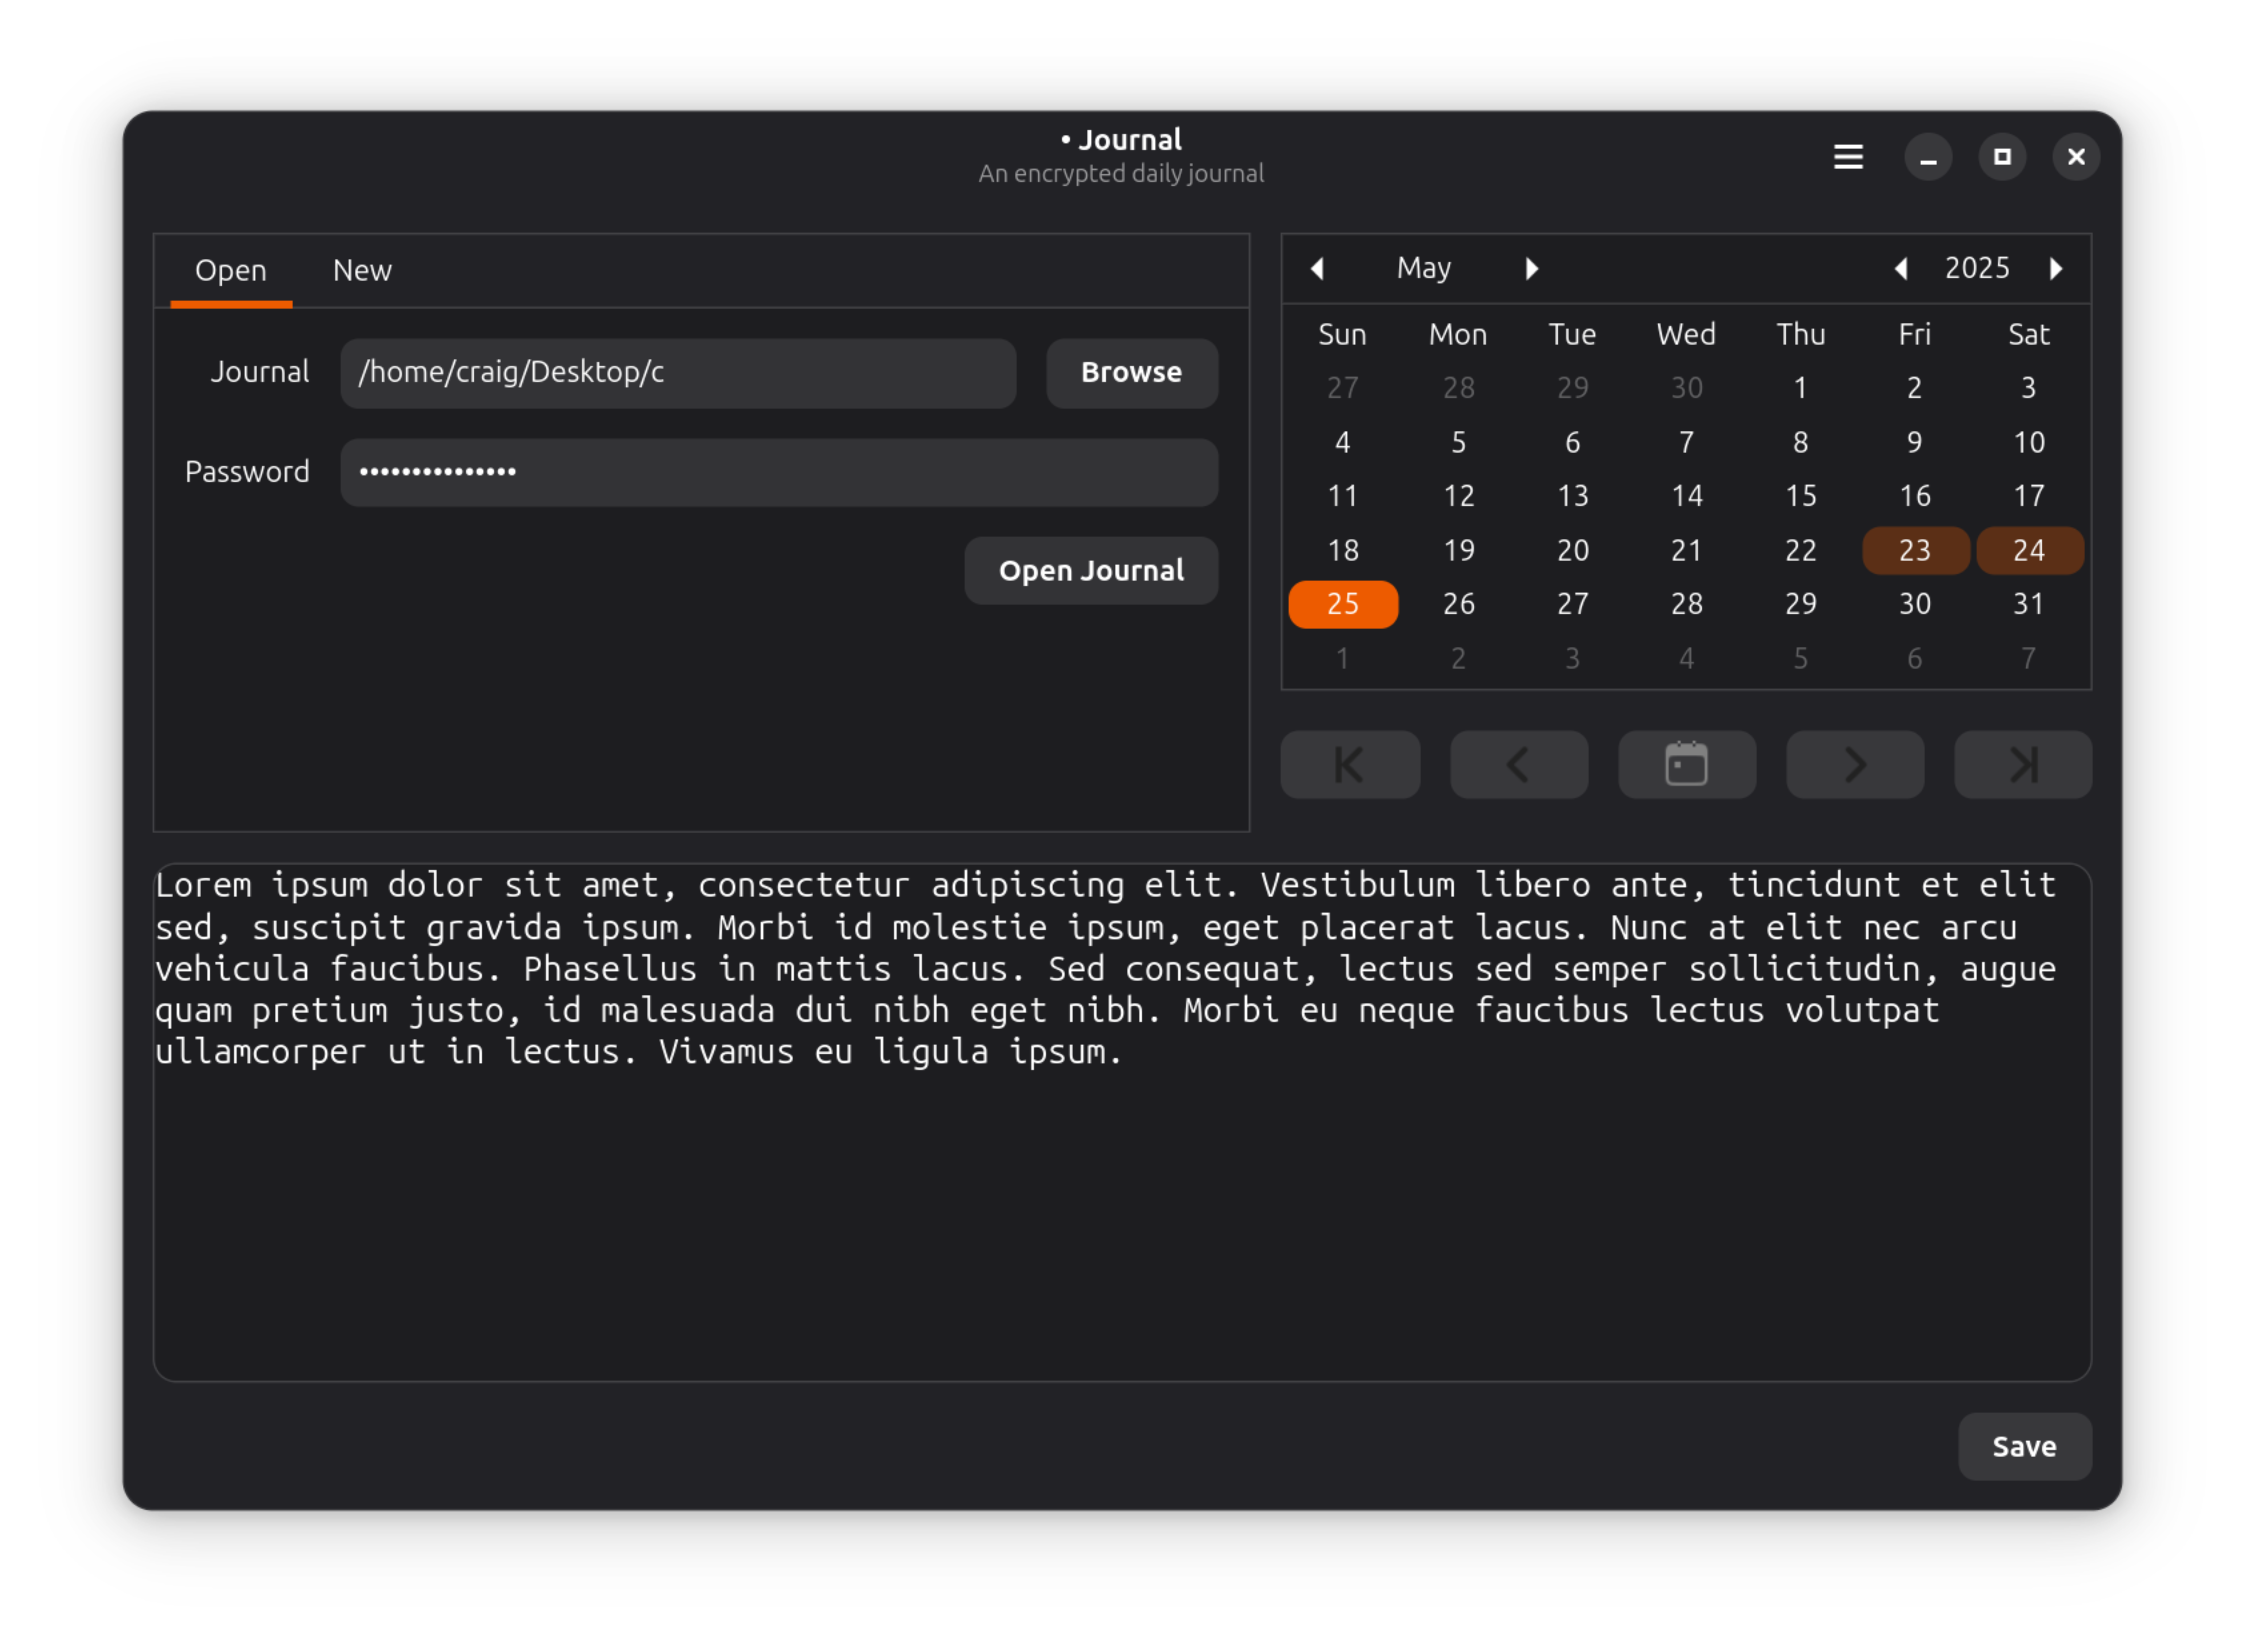 • Journal
An encrypted daily journal
Open New
Journal /home/craig/Desktop/c Browse
Password •••••••••••••••
Open Journal
May 2025
Sun Mon Tue Wed Thu Fri Sat
27 28 29 30 1 2 3
4 5 6 7 8 9 10
11 12 13 14 15 16 17
18 19 20 21 22 23 24
25 26 27 28 29 30 31
1 2 3 4 5 6 7
Lorem ipsum dolor sit amet, consectetur adipiscing elit. Vestibulum libero ante, tincidunt et elit
sed, suscipit gravida ipsum. Morbi id molestie ipsum, eget placerat lacus. Nunc at elit nec arcu
vehicula faucibus. Phasellus in mattis lacus. Sed consequat, lectus sed semper sollicitudin, augue
quam pretium justo, id malesuada dui nibh eget nibh. Morbi eu neque faucibus lectus volutpat
ullamcorper ut in lectus. Vivamus eu ligula ipsum.
Save